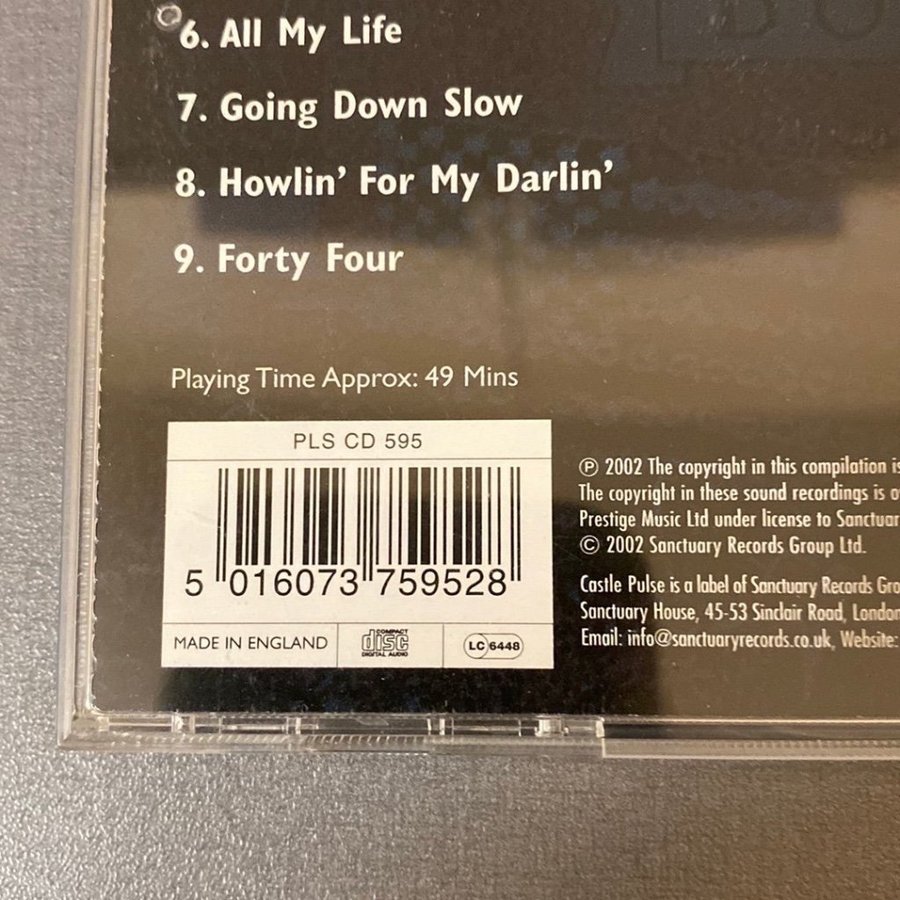 6. All My Life
7. Going Down Slow
8. Howlin' For My Darlin'
9. Forty Four
Playing Time Approx: 49 Mins
PLS CD 595
5 016073 759528
MADE IN ENGLAND
COMPACT
disc
DIGITAL AUDIO
LC 6448
℗ 2002 The copyright in this compilation is
The copyright in these sound recordings is
Prestige Music Ltd under license to
© 2002 Sanctuary Records Group Ltd.
Castle Pulse is a label of Sanctuary Records
Sanctuary House, 45-53 Sinclair Road, London
Email: info@sanctuaryrecords.co.uk, Website: